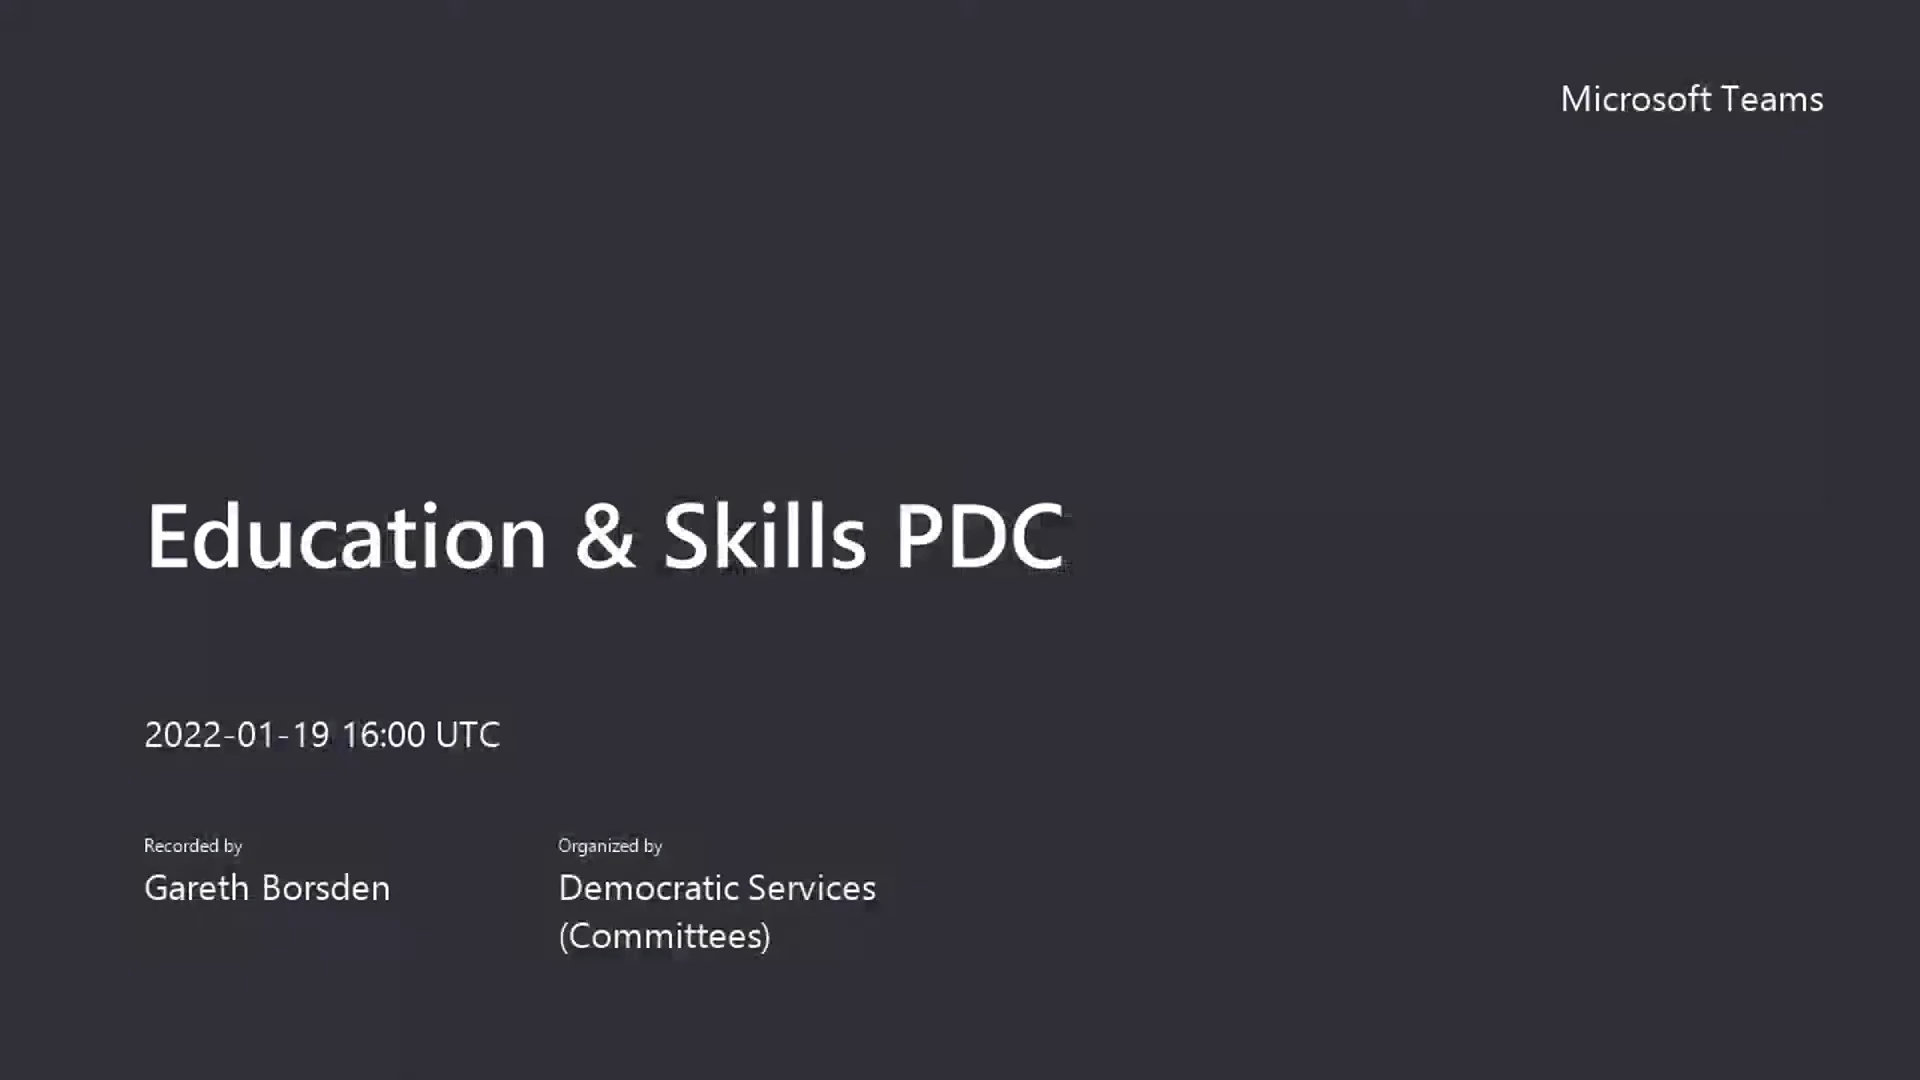 Microsoft Teams
Education & Skills PDC
2022-01-19 16:00 UTC
Recorded by
Gareth Borsden
Organized by
Democratic Services
(Committees)